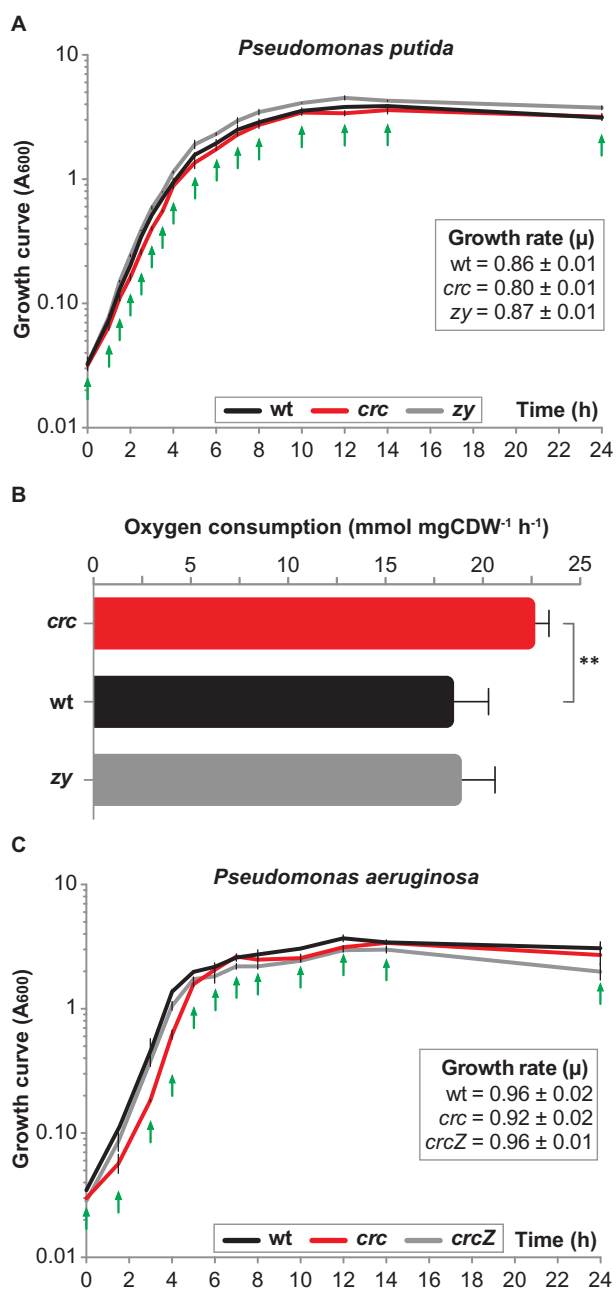 A
Pseudomonas putida
10
1
0.10
0.01
Growth curve (A600)
Growth rate (µ)
wt = 0.86 ± 0.01
crc = 0.80 ± 0.01
zy = 0.87 ± 0.01
wt crc zy Time (h)
0 2 4 6 8 10 12 14 16 18 20 22 24
B
Oxygen consumption (mmol mgCDW-1 h-1)
0 5 10 15 20 25
crc
**
wt
zy
C
Pseudomonas aeruginosa
10
1
0.10
0.01
Growth curve (A600)
Growth rate (µ)
wt = 0.96 ± 0.02
crc = 0.92 ± 0.02
crcZ = 0.96 ± 0.01
wt crc crcZ Time (h)
0 2 4 6 8 10 12 14 16 18 20 22 24